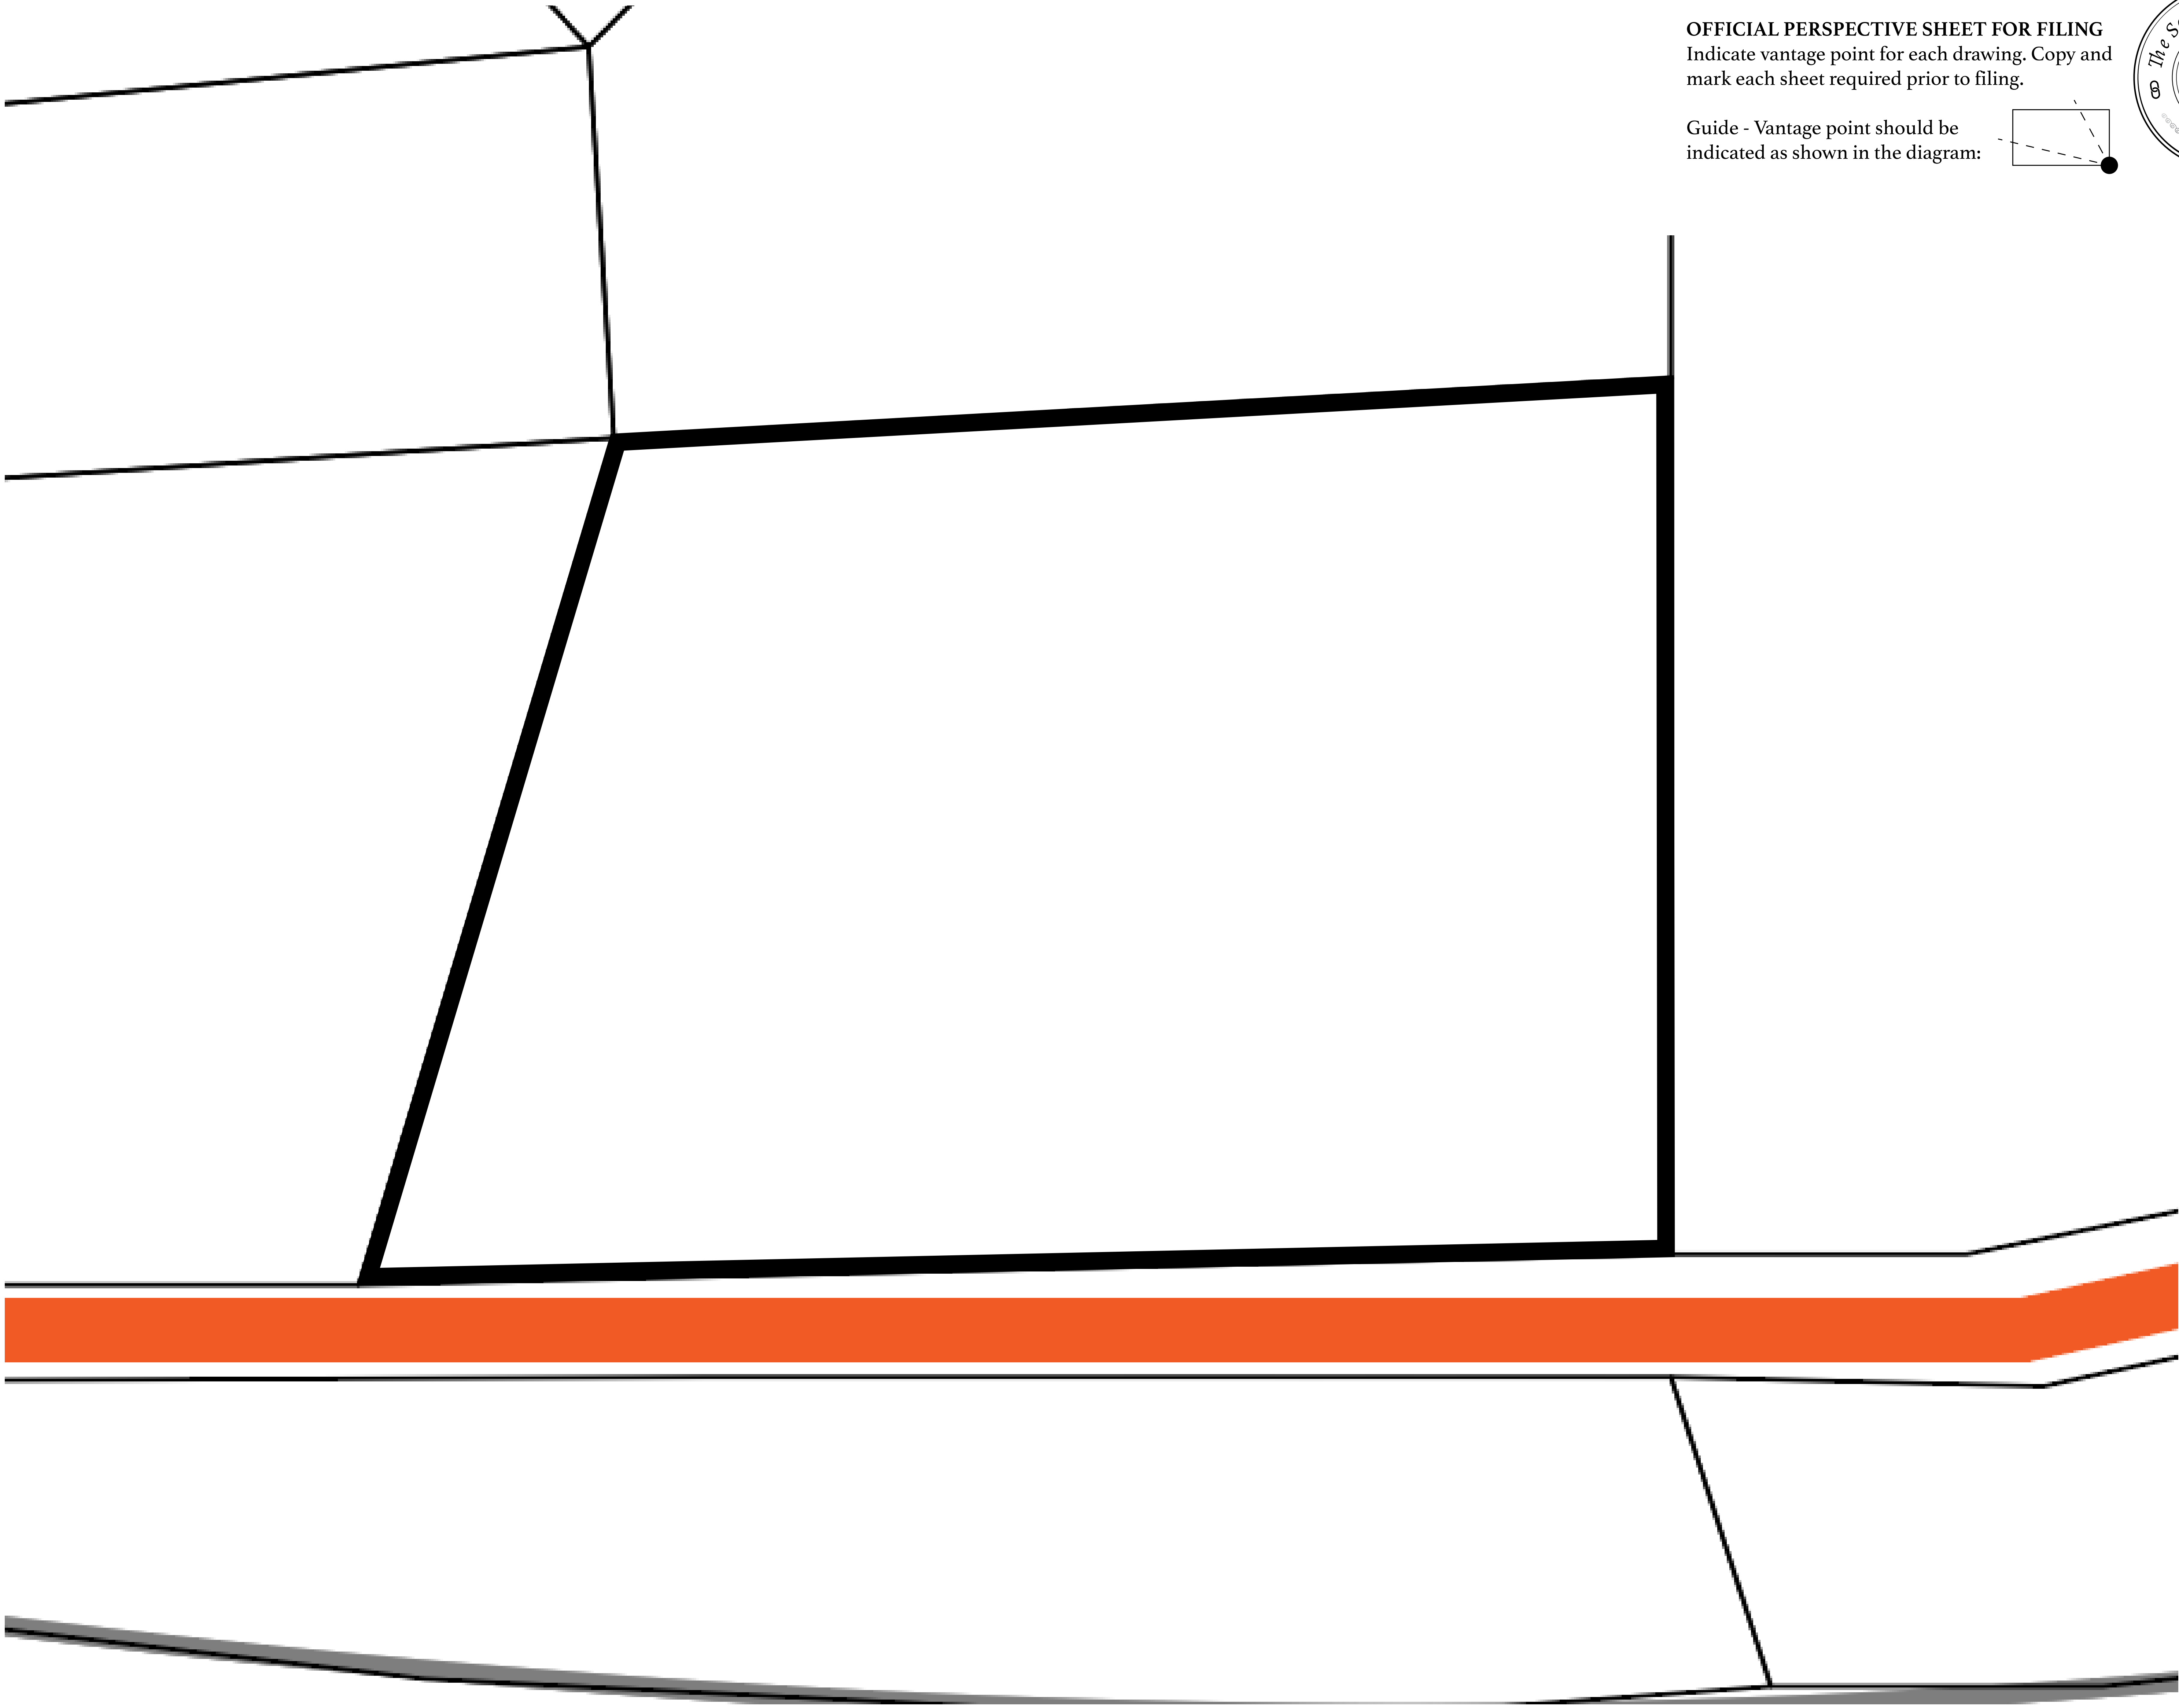 OFFICIAL PERSPECTIVE SHEET FOR FILING
Indicate vantage point for each drawing. Copy and
mark each sheet required prior to filing.
Guide - Vantage point should be
indicated as shown in the diagram:
The